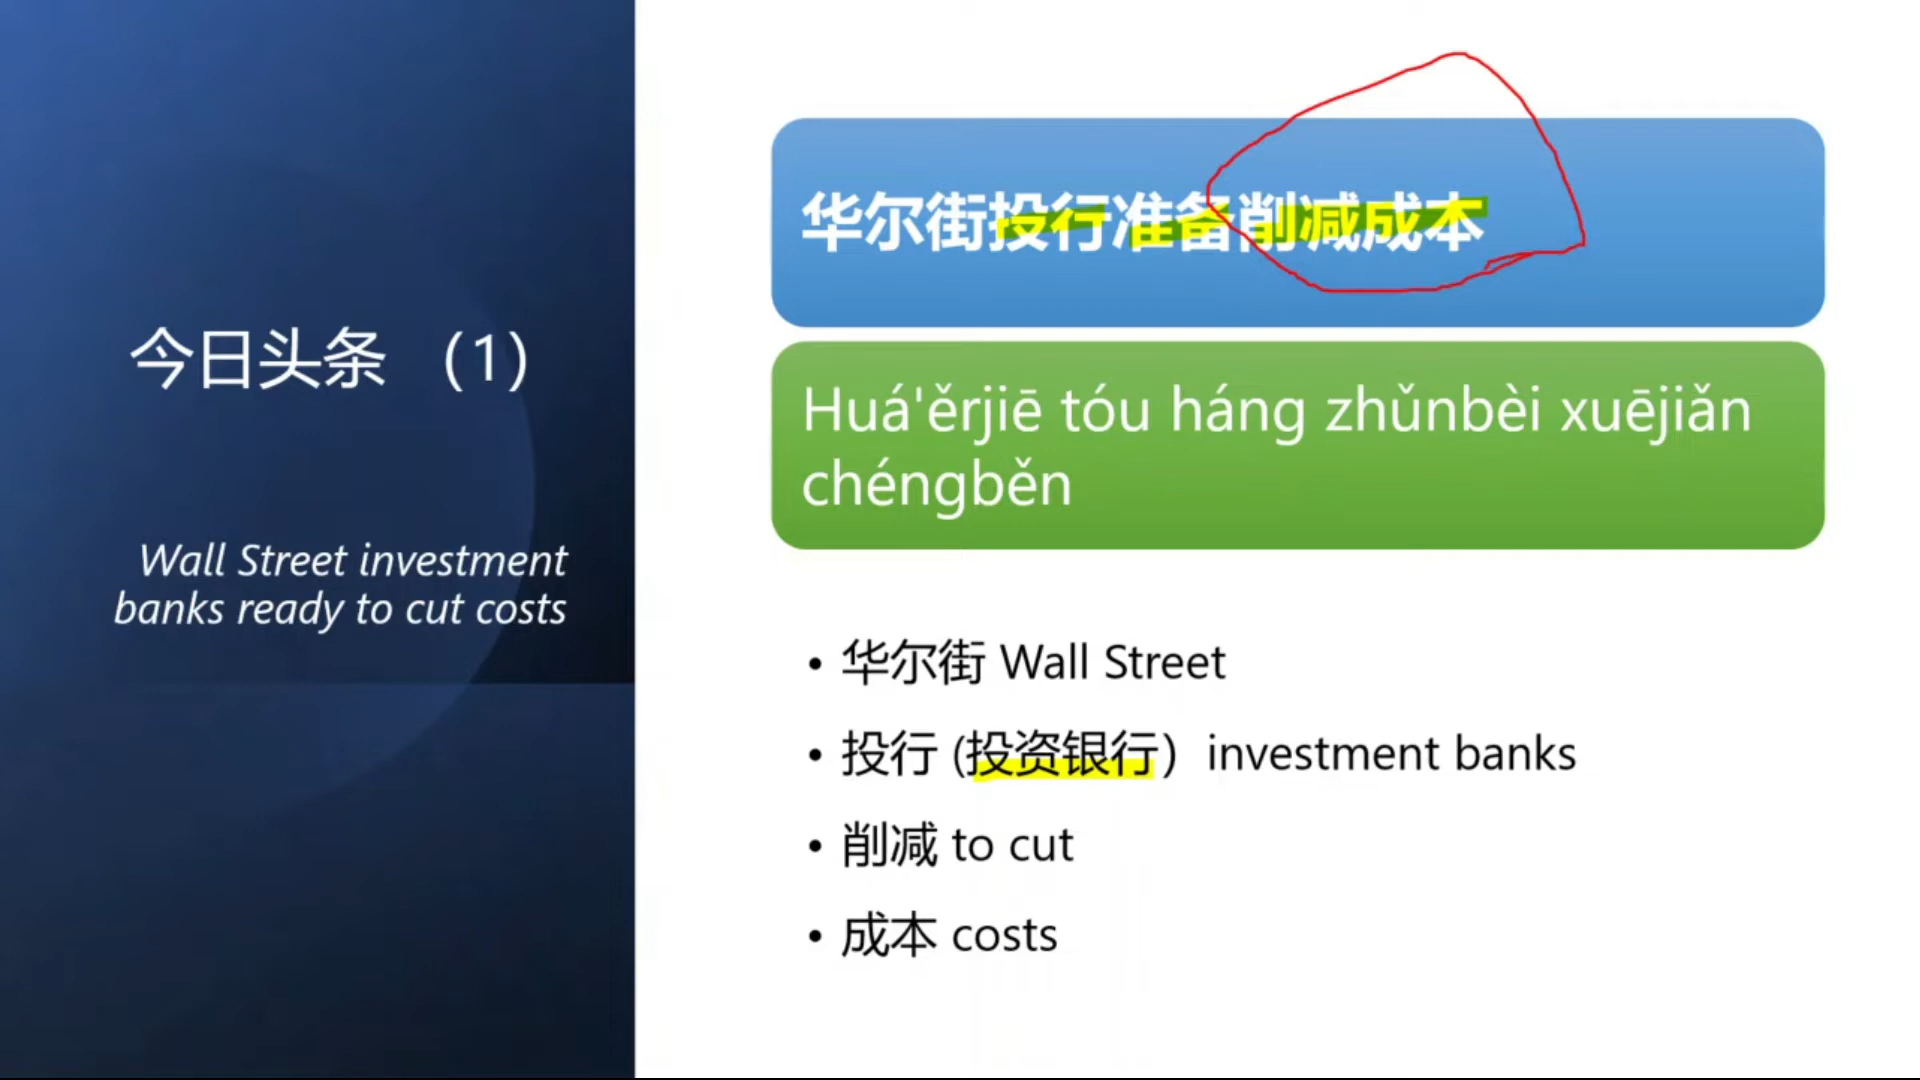 今日头条 （1）
Wall Street investment
banks ready to cut costs
华尔街投行准备削减成本
Huá'ěrjiē tóu háng zhǔnbèi xuējiǎn
chéngběn
• 华尔街 Wall Street
• 投行 (投资银行）investment banks
• 削减 to cut
• 成本 costs